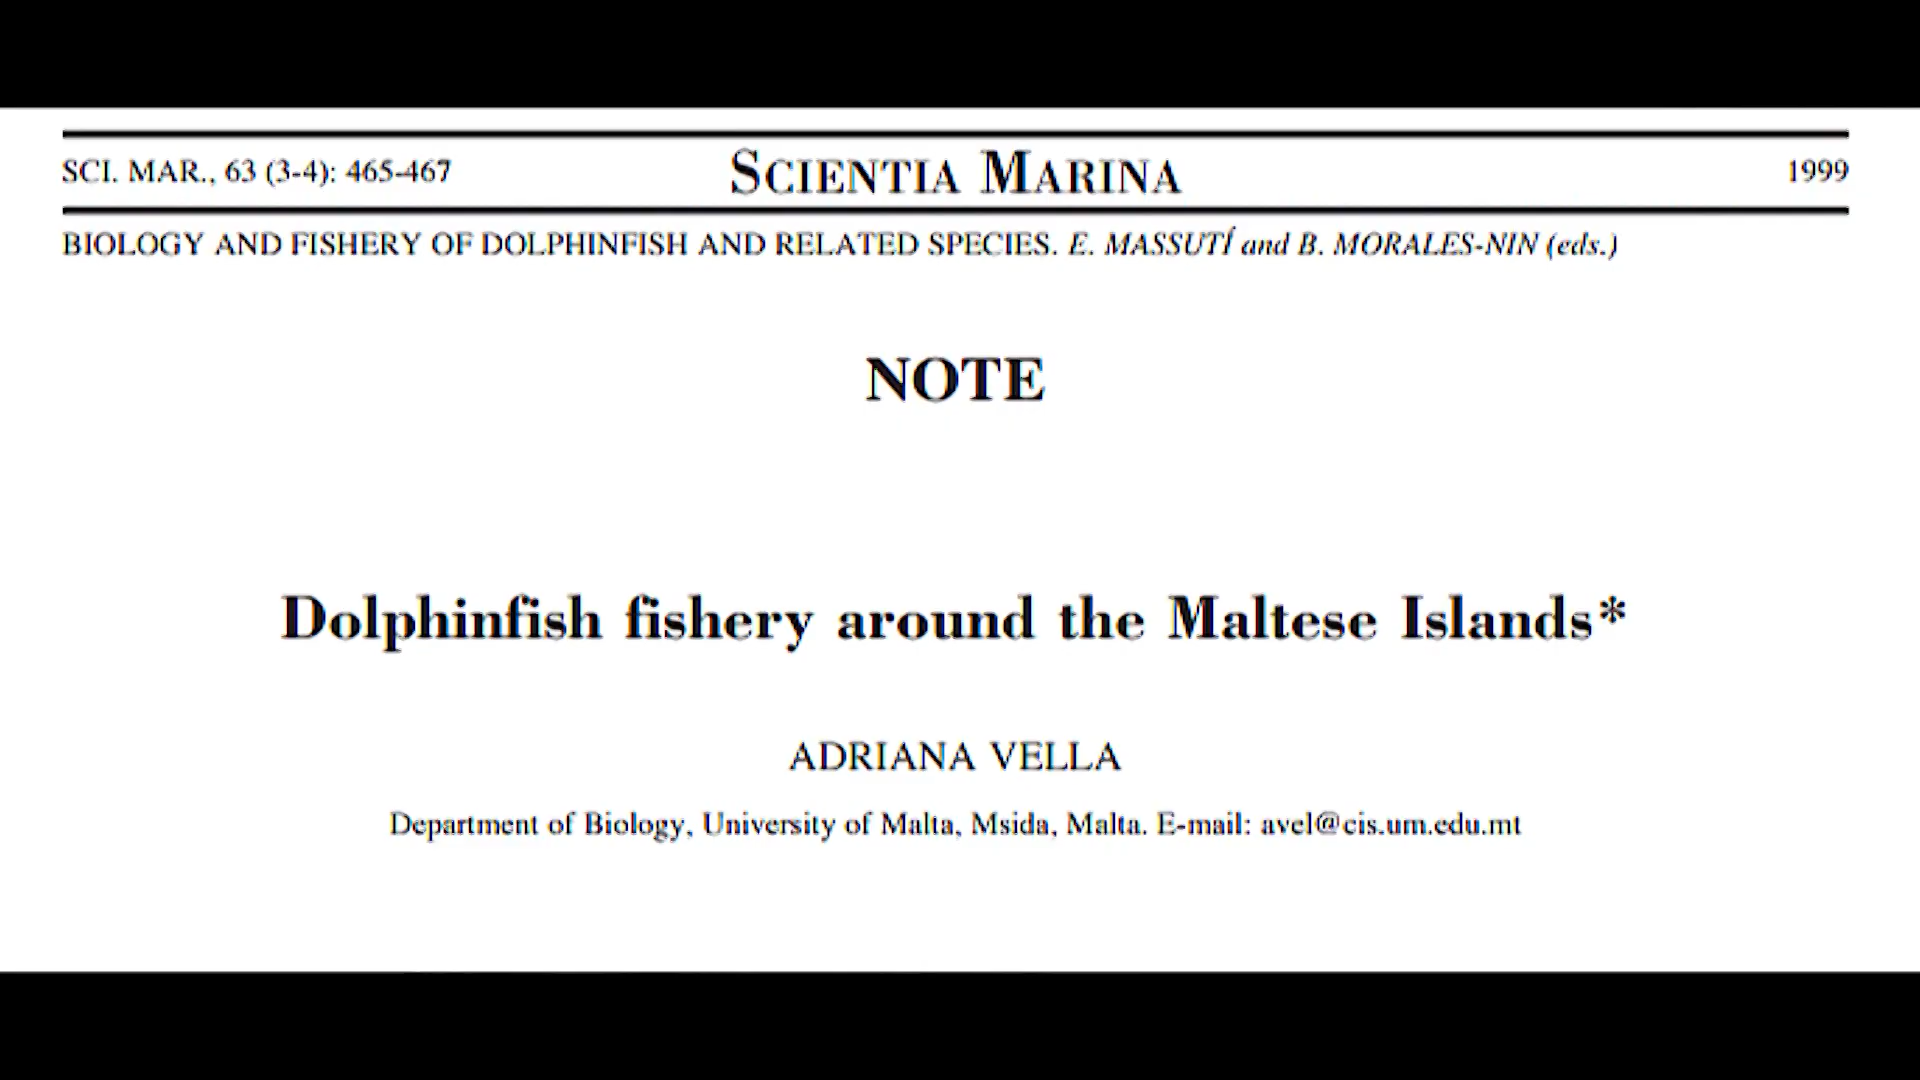 SCI. MAR., 63 (3-4): 465-467 SCIENTIA MARINA 1999
BIOLOGY AND FISHERY OF DOLPHINFISH AND RELATED SPECIES. E. MASSUTÍ and B. MORALES-NIN (eds.)
NOTE
Dolphinfish fishery around the Maltese Islands*
ADRIANA VELLA
Department of Biology, University of Malta, Msida, Malta. E-mail: avel@cis.um.edu.mt